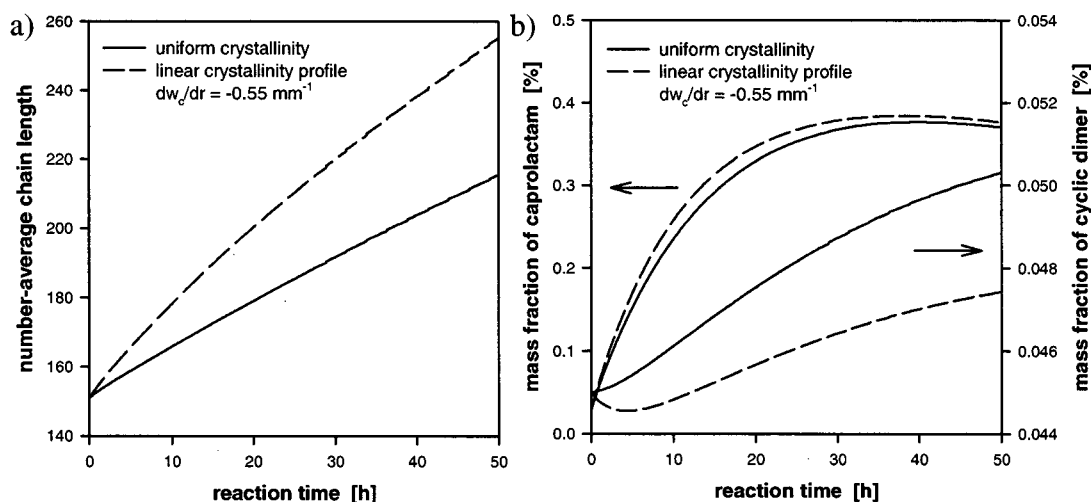 a)
260
240
220
200
180
160
140
number-average chain length
uniform crystallinity
linear crystallinity profile
dw_c/dr = -0.55 mm⁻¹
0 10 20 30 40 50
reaction time [h]
b)
0.5
0.4
0.3
0.2
0.1
0.0
mass fraction of caprolactam [%]
uniform crystallinity
linear crystallinity profile
dw_c/dr = -0.55 mm⁻¹
0 10 20 30 40 50
reaction time [h]
0.054
0.052
0.050
0.048
0.046
0.044
mass fraction of cyclic dimer [%]